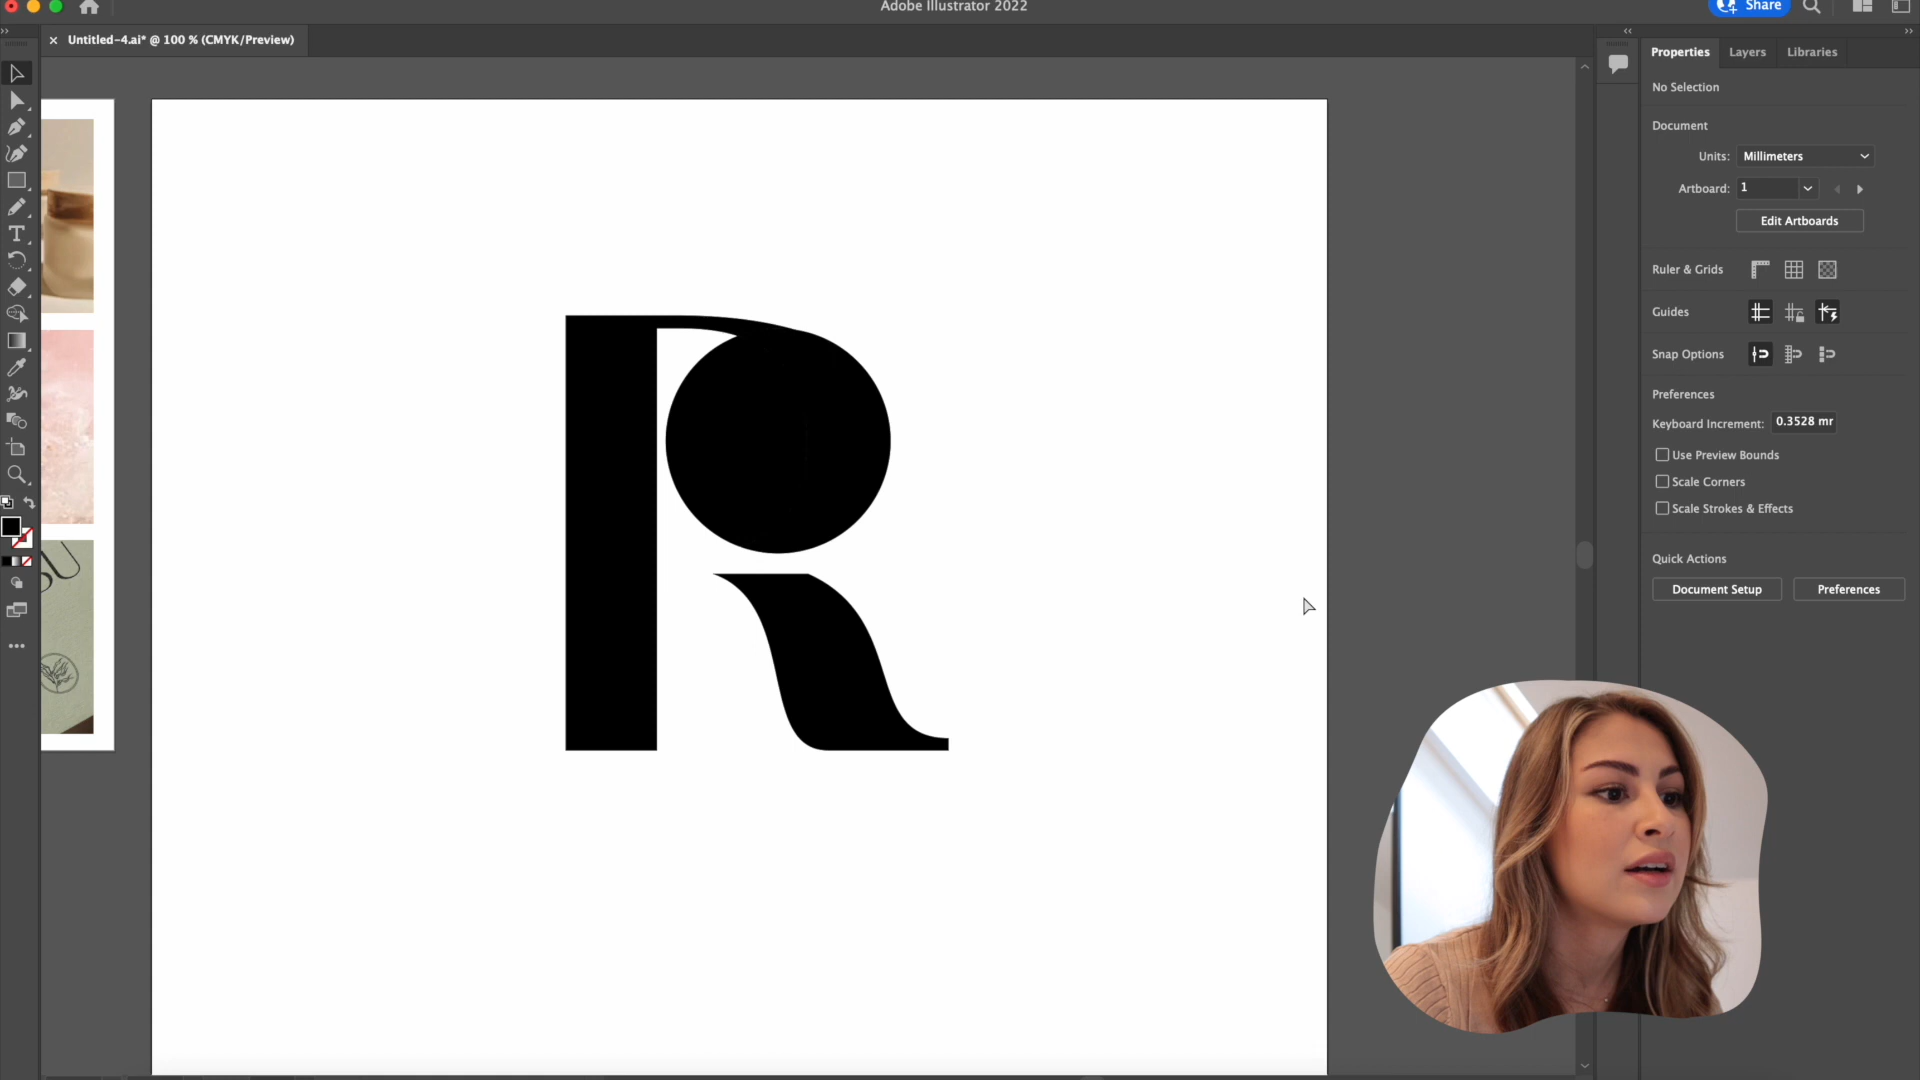 Adobe Illustrator 2022
Share
Untitled-4.ai* @ 100 % (CMYK/Preview)
Properties
Layers
Libraries
No Selection
Document
Units: Millimeters
Artboard: 1
Edit Artboards
Ruler & Grids
Guides
Snap Options
Preferences
Keyboard Increment: 0.3528 mr
Use Preview Bounds
Scale Corners
Scale Strokes & Effects
Quick Actions
Document Setup
Preferences
R